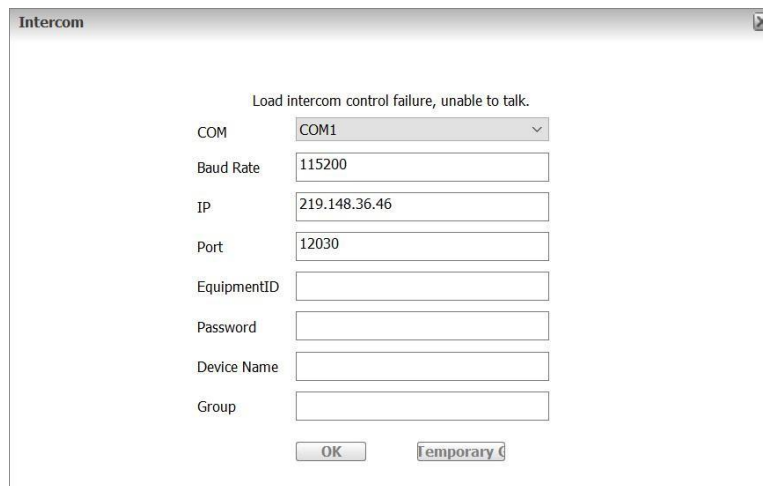 Intercom
Load intercom control failure, unable to talk.
COM COM1
Baud Rate 115200
IP 219.148.36.46
Port 12030
EquipmentID
Password
Device Name
Group
OK Temporary